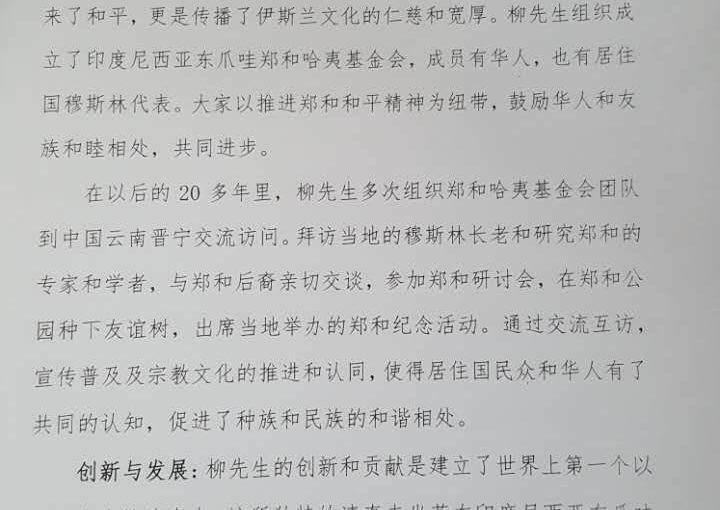 来了和平，更是传播了伊斯兰文化的仁慈和宽厚。柳先生组织成
立了印度尼西亚东爪哇郑和哈夷基金会，成员有华人，也有居住
国穆斯林代表。大家以推进郑和和平精神为纽带，鼓励华人和友
族和睦相处，共同进步。
在以后的 20 多年里，柳先生多次组织郑和哈夷基金会团队
到中国云南晋宁交流访问。拜访当地的穆斯林长老和研究郑和的
专家和学者，与郑和后裔亲切交谈，参加郑和研讨会，在郑和公
园种下友谊树，出席当地举办的郑和纪念活动。通过交流互访，
宣传普及及宗教文化的推进和认同，使得居住国民众和华人有了
共同的认知，促进了种族和民族的和谐相处。
创新与发展：柳先生的创新和贡献是建立了世界上第一个以